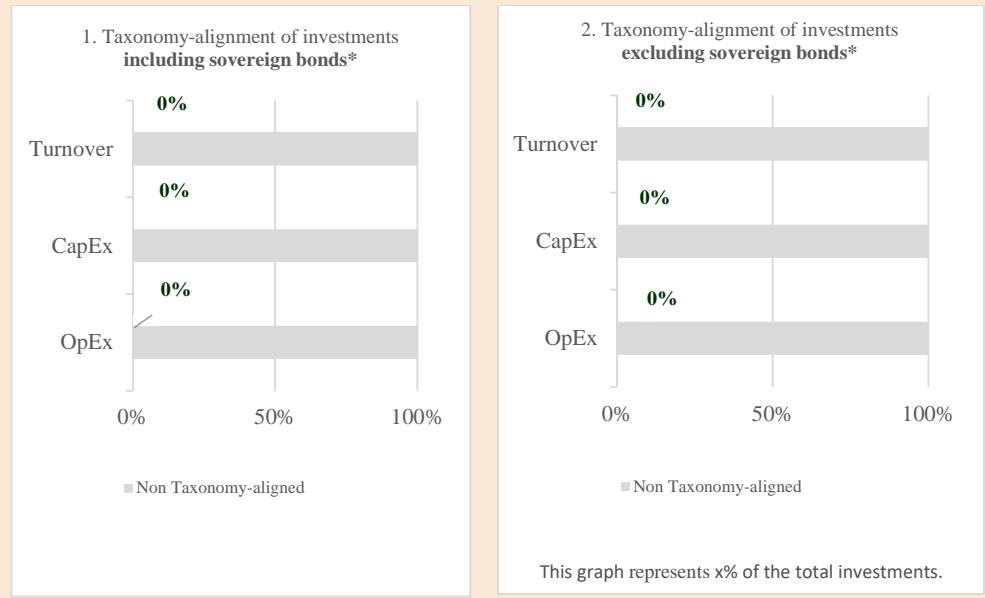 1. Taxonomy-alignment of investments
including sovereign bonds*
0%
Turnover
0%
CapEx
0%
OpEx
0% 50% 100%
Non Taxonomy-aligned
2. Taxonomy-alignment of investments
excluding sovereign bonds*
0%
Turnover
0%
CapEx
0%
OpEx
0% 50% 100%
Non Taxonomy-aligned
This graph represents x% of the total investments.